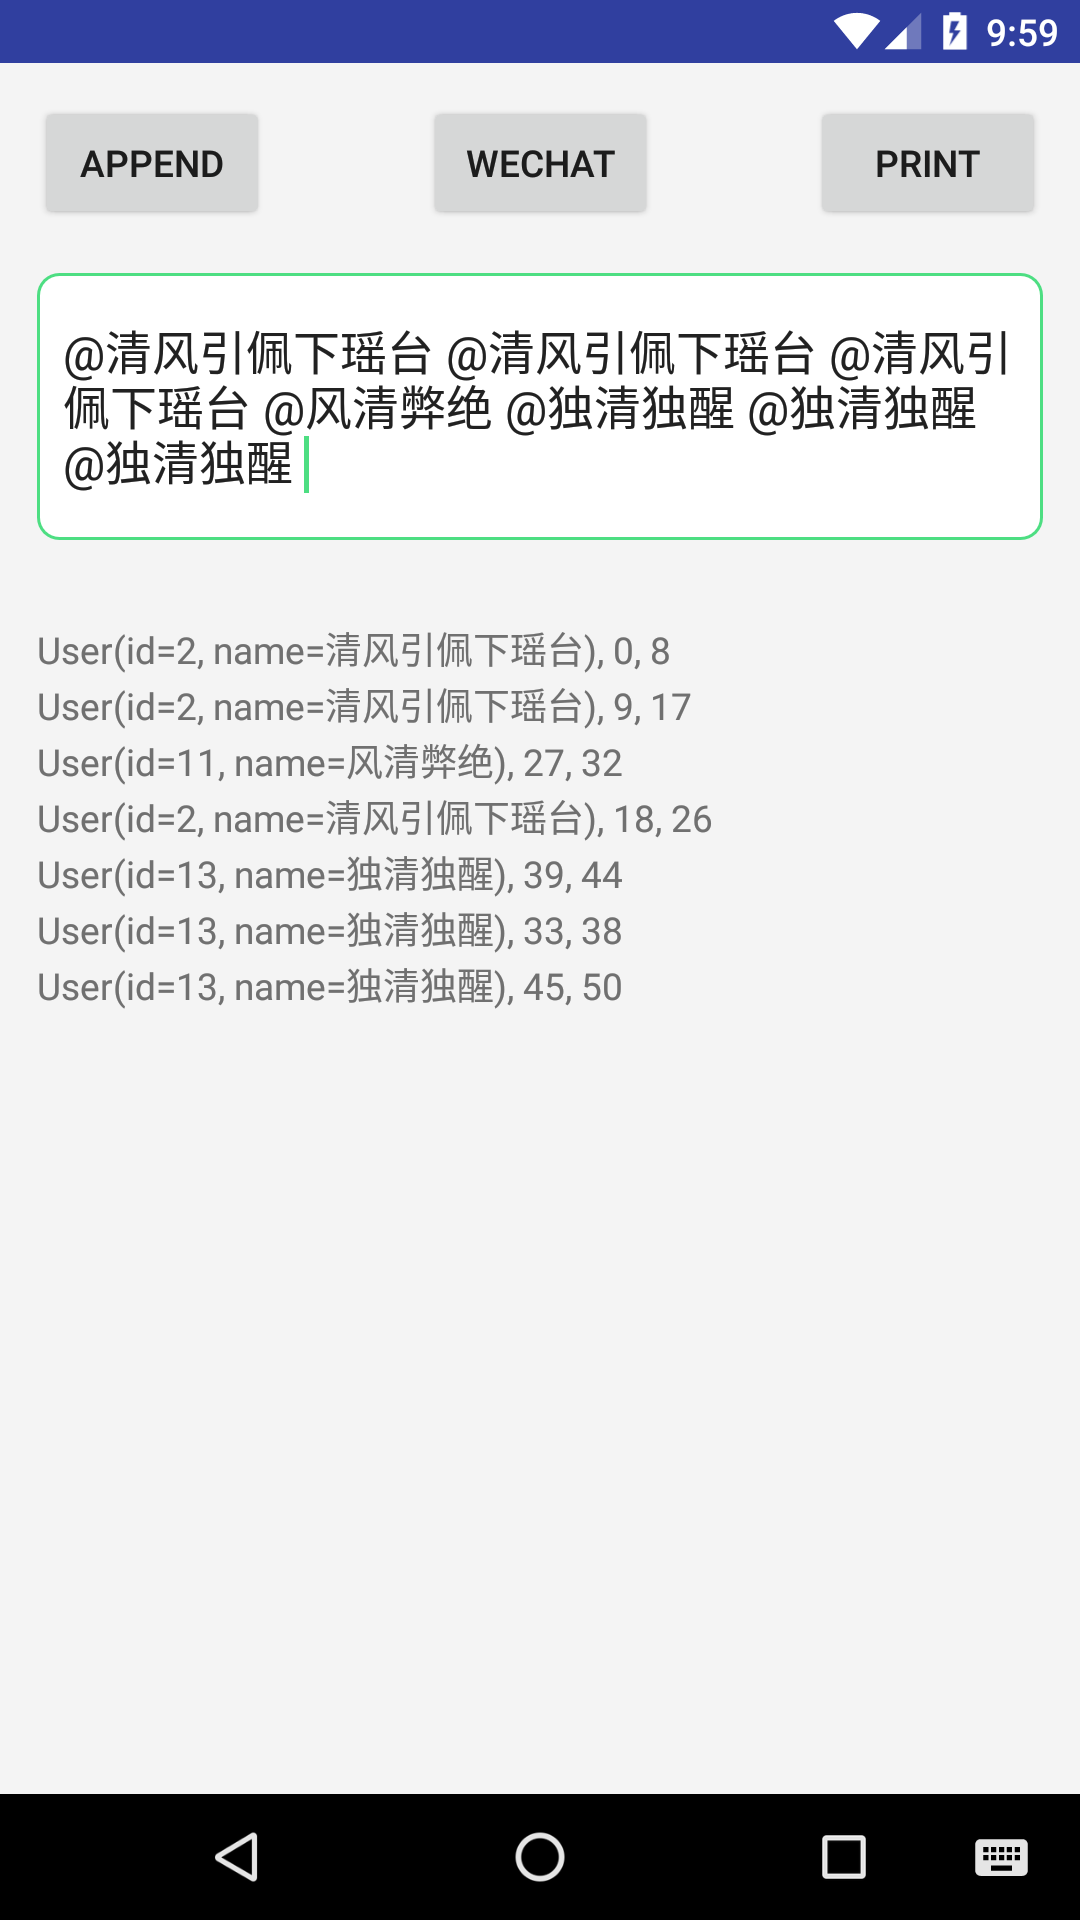 9:59
APPEND WECHAT PRINT
@清风引佩下瑶台 @清风引佩下瑶台 @清风引
佩下瑶台 @风清弊绝 @独清独醒 @独清独醒
@独清独醒
User(id=2, name=清风引佩下瑶台), 0, 8
User(id=2, name=清风引佩下瑶台), 9, 17
User(id=11, name=风清弊绝), 27, 32
User(id=2, name=清风引佩下瑶台), 18, 26
User(id=13, name=独清独醒), 39, 44
User(id=13, name=独清独醒), 33, 38
User(id=13, name=独清独醒), 45, 50